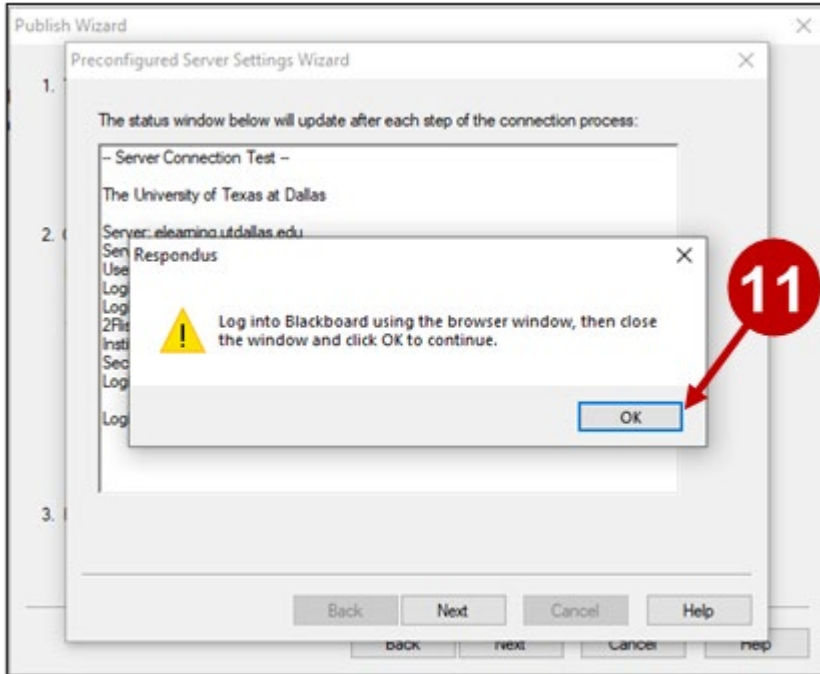 Publish Wizard
Preconfigured Server Settings Wizard
1.
The status window below will update after each step of the connection process:
-- Server Connection Test --
The University of Texas at Dallas
2.
Server: elearning.utdallas.edu
Respondus
11
Log into Blackboard using the browser window, then close
the window and click OK to continue.
OK
3.
Back Next Cancel Help
Back Next Cancel Help